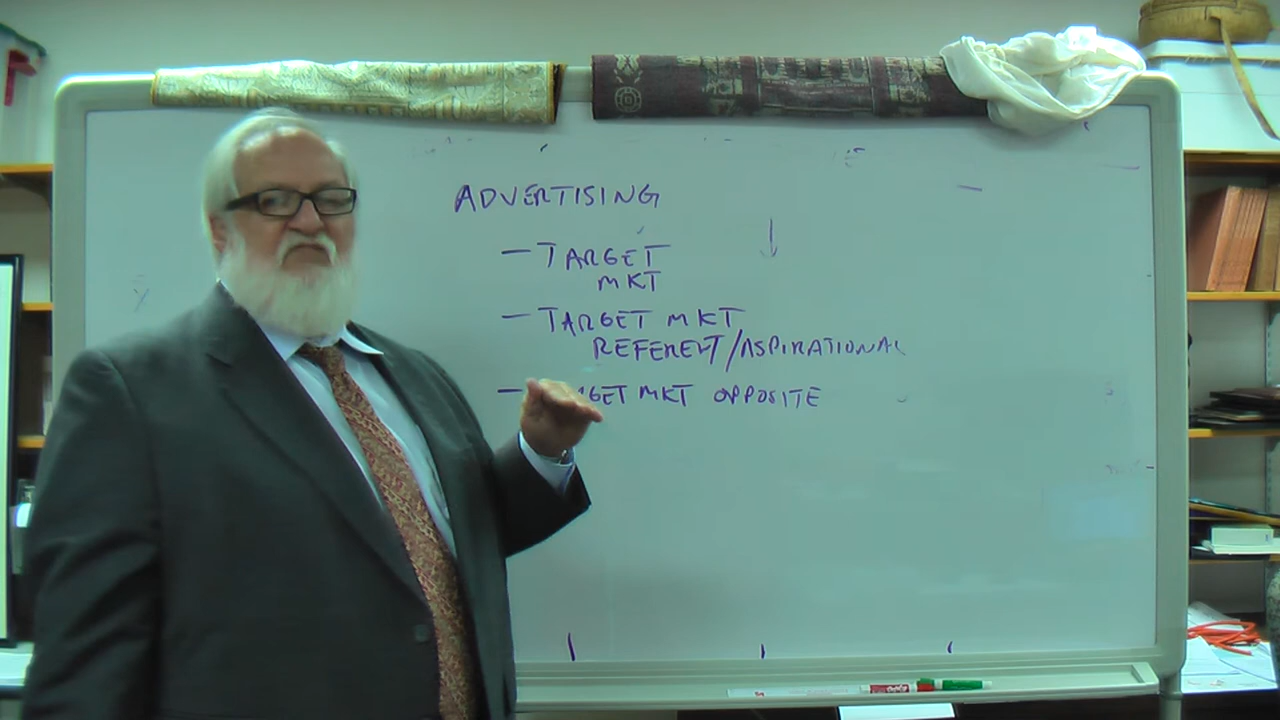 ADVERTISING
— TARGET
MKT
— TARGET MKT
REFERENT/ASPIRATIONAL
— GET MKT OPPOSITE